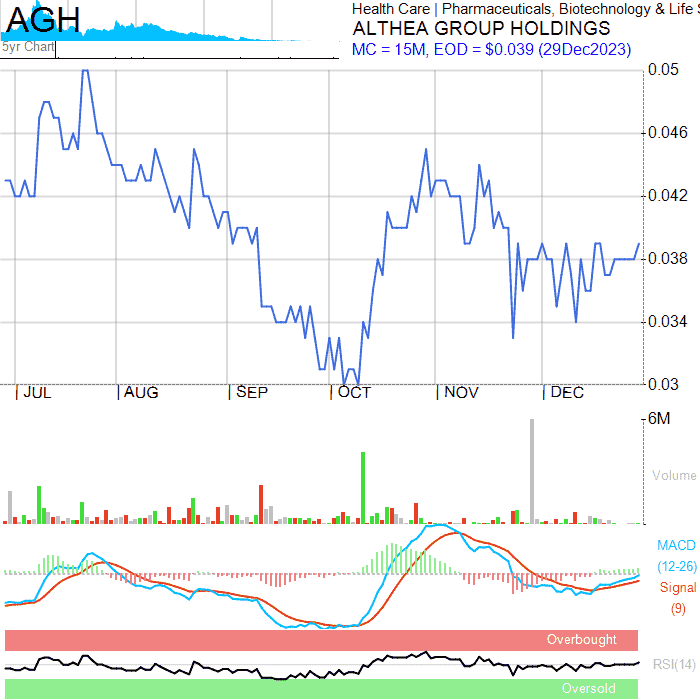 AGH
5yr Chart
Health Care | Pharmaceuticals, Biotechnology & Life S
ALTHEA GROUP HOLDINGS
MC = 15M, EOD = $0.039 (29Dec2023)
0.05
0.046
0.042
0.038
0.034
0.03
| JUL | AUG | SEP | OCT | NOV | DEC
6M
Volume
MACD
(12-26)
Signal
(9)
Overbought
RSI(14)
Oversold